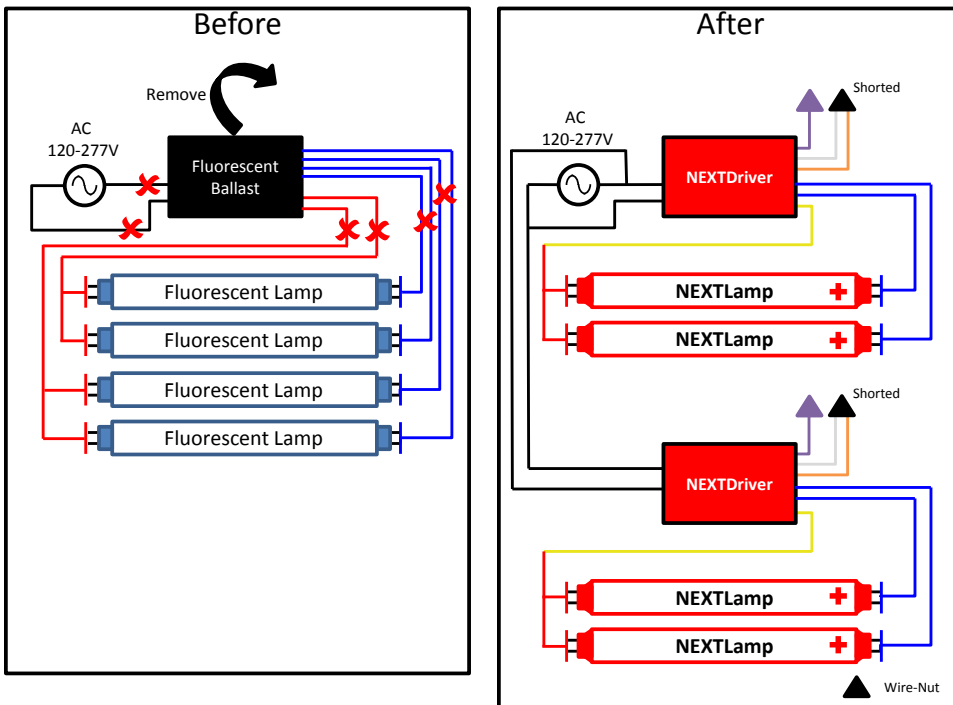 Before
Remove
AC
120-277V
Fluorescent
Ballast
Fluorescent Lamp
Fluorescent Lamp
Fluorescent Lamp
Fluorescent Lamp
After
Shorted
AC
120-277V
NEXTDriver
NEXTLamp +
NEXTLamp +
Shorted
NEXTDriver
NEXTLamp +
NEXTLamp +
Wire-Nut